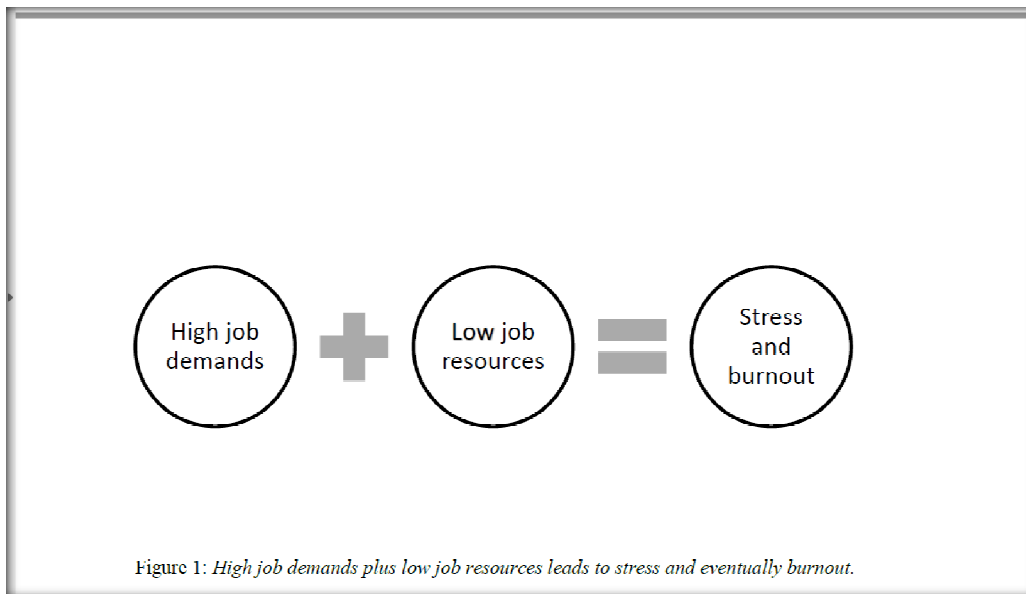 High job
demands
Low job
resources
Stress
and
burnout
Figure 1: High job demands plus low job resources leads to stress and eventually burnout.